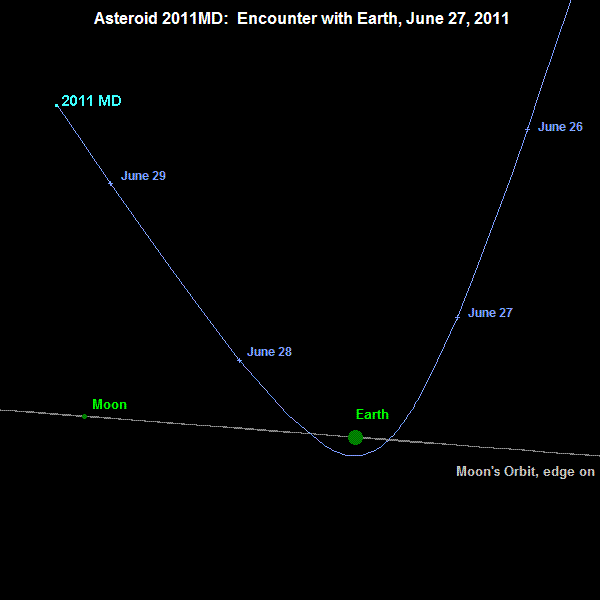 Asteroid 2011MD:  Encounter with Earth, June 27, 2011
2011 MD
June 26
June 29
June 27
June 28
Moon
Earth
Moon's Orbit, edge on